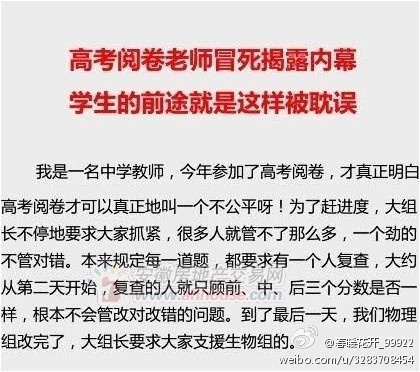 高考阅卷老师冒死揭露内幕
学生的前途就是这样被耽误
我是一名中学教师，今年参加了高考阅卷，才真正明白
高考阅卷才可以真正地叫一个不公平呀！为了赶进度，大组
长不停地要求大家抓紧，很多人就管不了那么多，一个劲的
不管对错。本来规定每一道题，都要求有一个人复查，大约
从第二天开始，复查的人就只顾前、中、后三个分数是否一
样，根本不会管改对改错的问题。到了最后一天，我们物理
组改完了，大组长要求大家支援生物组的。
安徽房地产交易网
www.ahhouse.com
@春暖花开_99922
weibo.com/u/3283708454